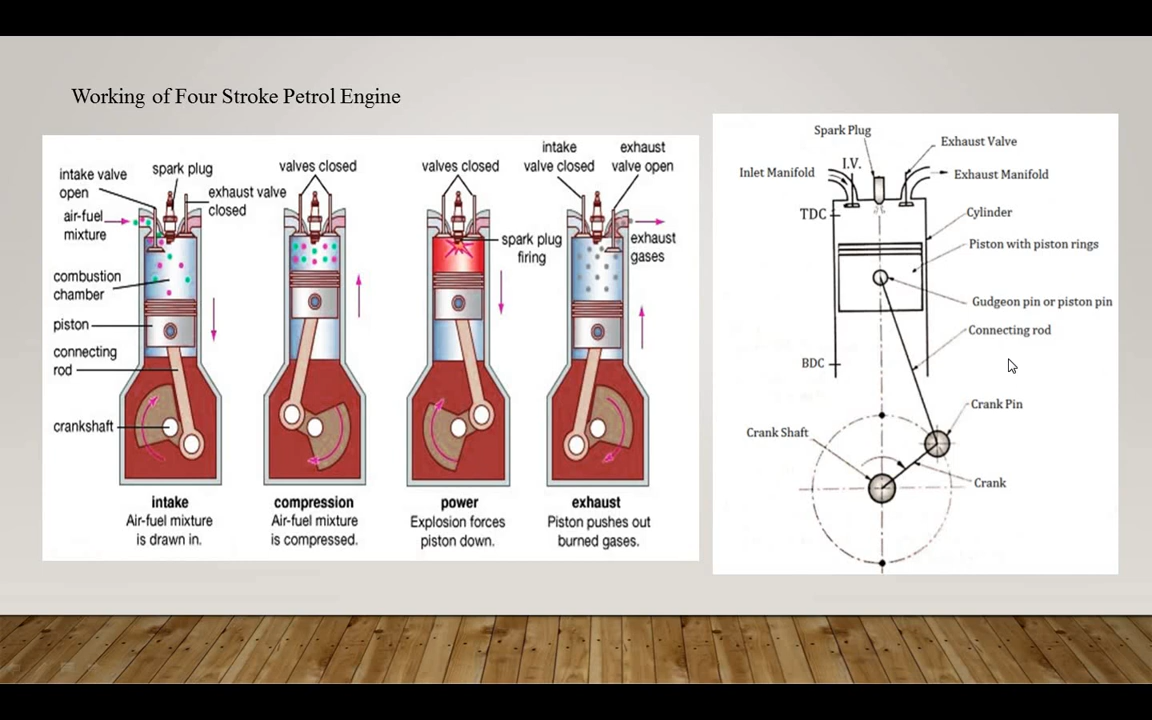 Working of Four Stroke Petrol Engine
intake valve
open
spark plug
exhaust valve
closed
air-fuel
mixture
combustion
chamber
piston
connecting
rod
crankshaft
intake
Air-fuel mixture
is drawn in.
valves closed
compression
Air-fuel mixture
is compressed.
valves closed
spark plug
firing
power
Explosion forces
piston down.
intake
valve closed
exhaust
valve open
exhaust
gases
exhaust
Piston pushes out
burned gases.
Spark Plug
Exhaust Valve
I.V.
Inlet Manifold
Exhaust Manifold
TDC
Cylinder
Piston with piston rings
Gudgeon pin or piston pin
Connecting rod
BDC
Crank Pin
Crank Shaft
Crank